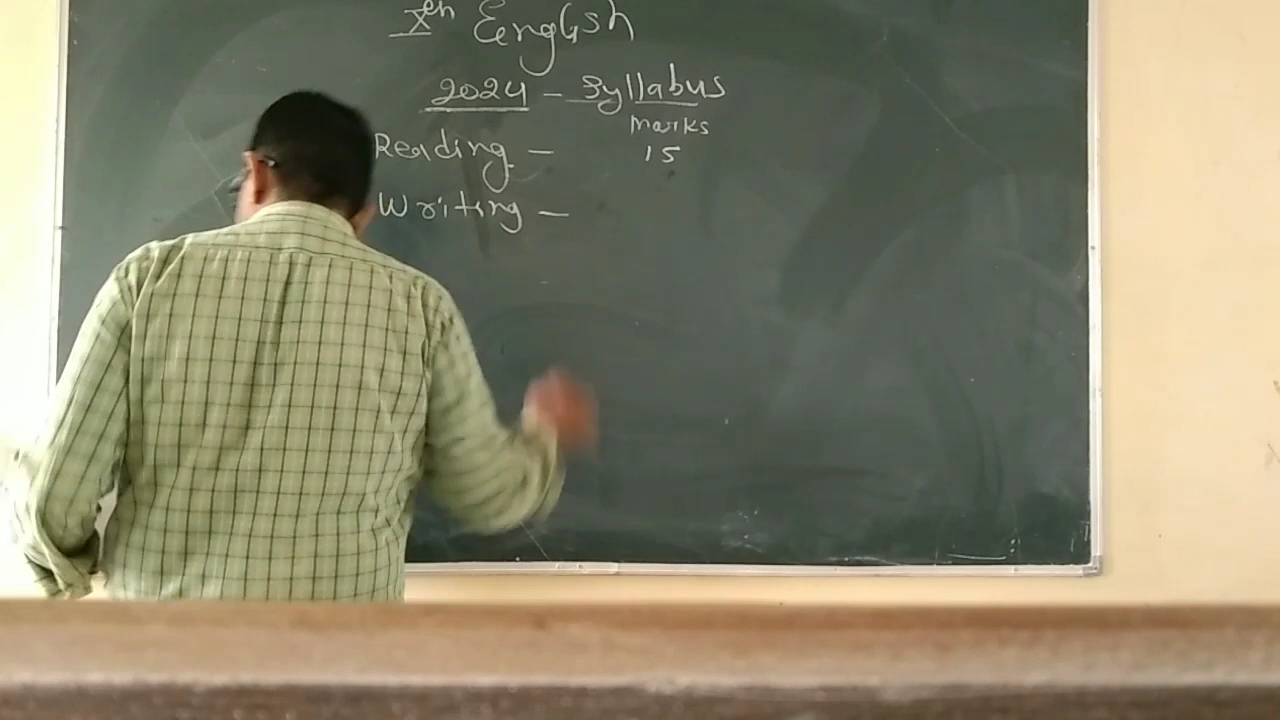 Xth English
2024 - Syllabus
Marks
Reading - 15
Writing -